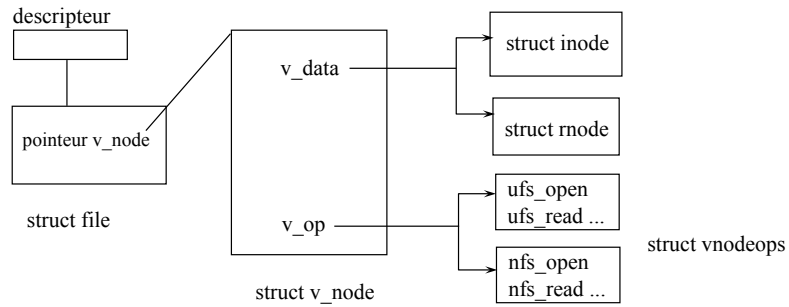 descripteur
pointeur v_node
struct file
v_data
v_op
struct v_node
struct inode
struct rnode
ufs_open
ufs_read ...
nfs_open
nfs_read ...
struct vnodeops